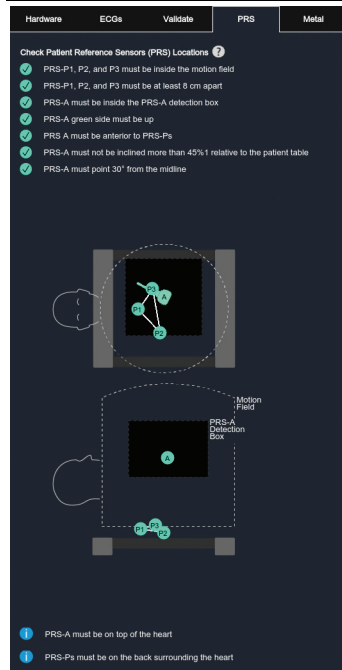 Hardware ECGs Validate PRS Metal
Check Patient Reference Sensors (PRS) Locations ?
PRS-P1, P2, and P3 must be inside the motion field
PRS-P1, P2, and P3 must be at least 8 cm apart
PRS-A must be inside the PRS-A detection box
PRS-A green side must be up
PRS A must be anterior to PRS-Ps
PRS-A must not be inclined more than 45%1 relative to the patient table
PRS-A must point 30° from the midline
P3
A
P1
P2
Motion
Field
PRS-A
Detection
Box
A
P1 P3 P2
i PRS-A must be on top of the heart
i PRS-Ps must be on the back surrounding the heart